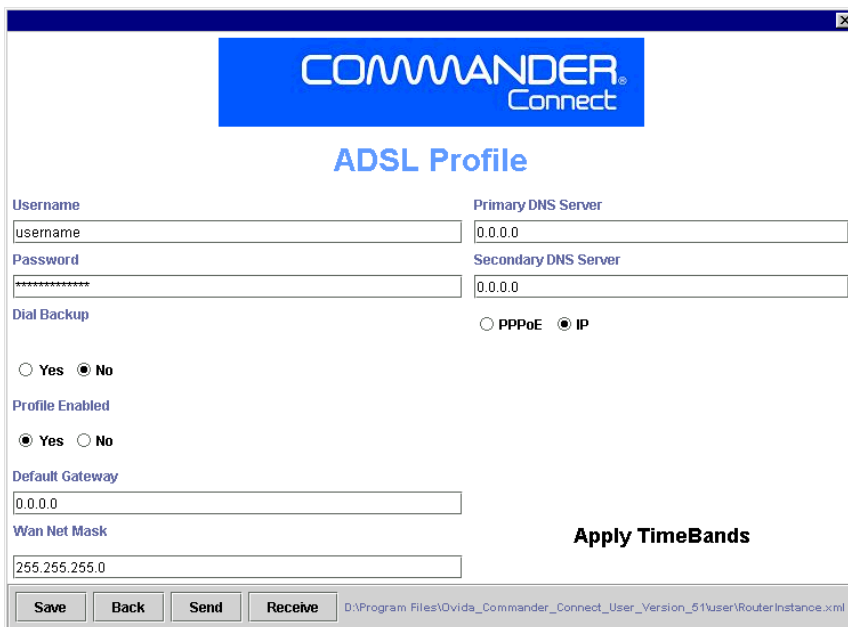 COMMANDER®
Connect
ADSL Profile
Username
username
Password
*************
Dial Backup
Yes No
Profile Enabled
Yes No
Default Gateway
0.0.0.0
Wan Net Mask
255.255.255.0
Primary DNS Server
0.0.0.0
Secondary DNS Server
0.0.0.0
PPPoE IP
Apply TimeBands
Save Back Send Receive D:\Program Files\Ovida_Commander_Connect_User_Version_51\user\RouterInstance.xml